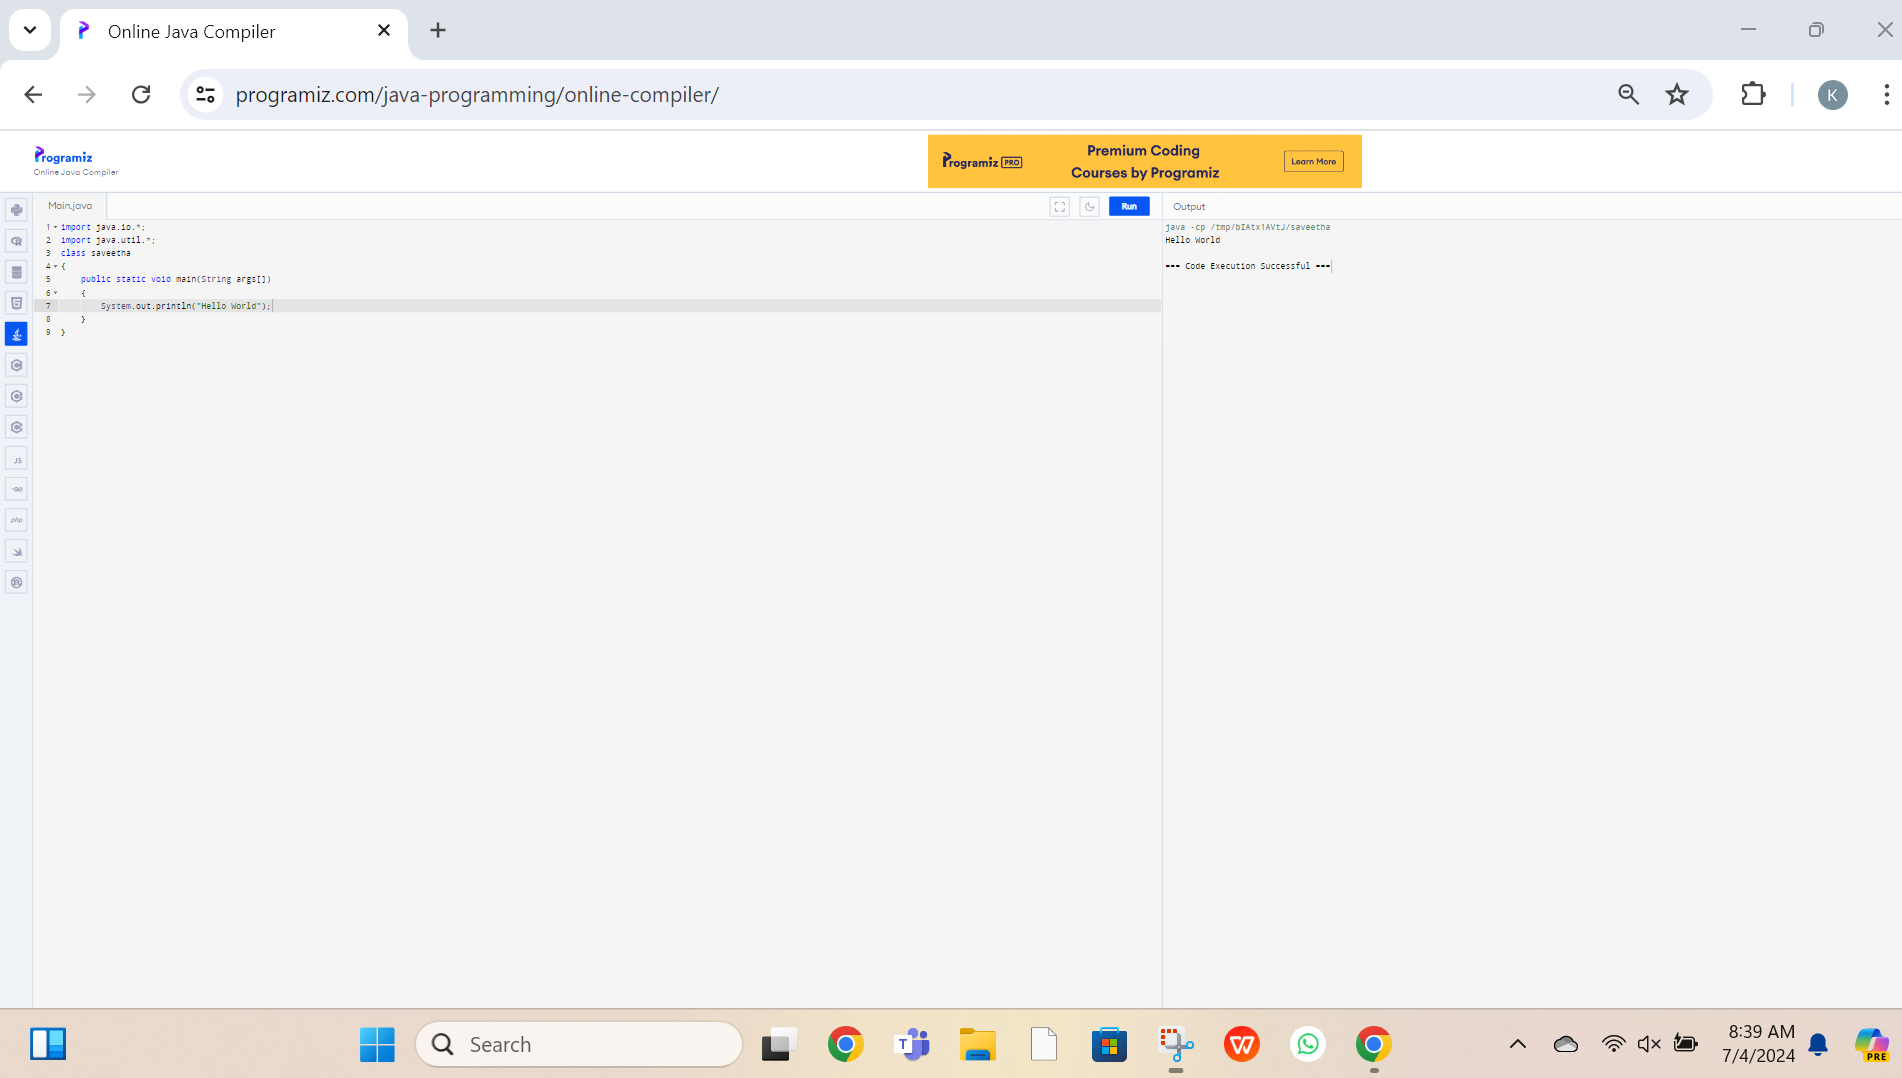 Online Java Compiler
programiz.com/java-programming/online-compiler/
K
Programiz
Online Java Compiler
Programiz PRO
Premium Coding
Courses by Programiz
Learn More
Main.java
Run
Output
1 import java.io.*;
2 import java.util.*;
3 class saveetha
4 {
5 public static void main(String args[])
6 {
7 System.out.println("Hello World");
8 }
9 }
java -cp /tmp/bIAtx1AVtJ/saveetha
Hello World
=== Code Execution Successful ===
JS
GO
php
Search
T
W
8:39 AM
7/4/2024
PRE